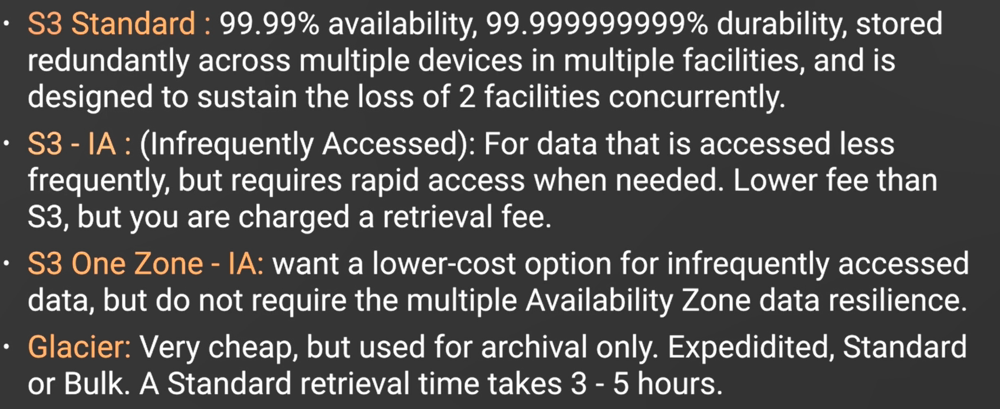 • S3 Standard : 99.99% availability, 99.999999999% durability, stored
redundantly across multiple devices in multiple facilities, and is
designed to sustain the loss of 2 facilities concurrently.
• S3 - IA : (Infrequently Accessed): For data that is accessed less
frequently, but requires rapid access when needed. Lower fee than
S3, but you are charged a retrieval fee.
• S3 One Zone - IA: want a lower-cost option for infrequently accessed
data, but do not require the multiple Availability Zone data resilience.
• Glacier: Very cheap, but used for archival only. Expedidited, Standard
or Bulk. A Standard retrieval time takes 3 - 5 hours.